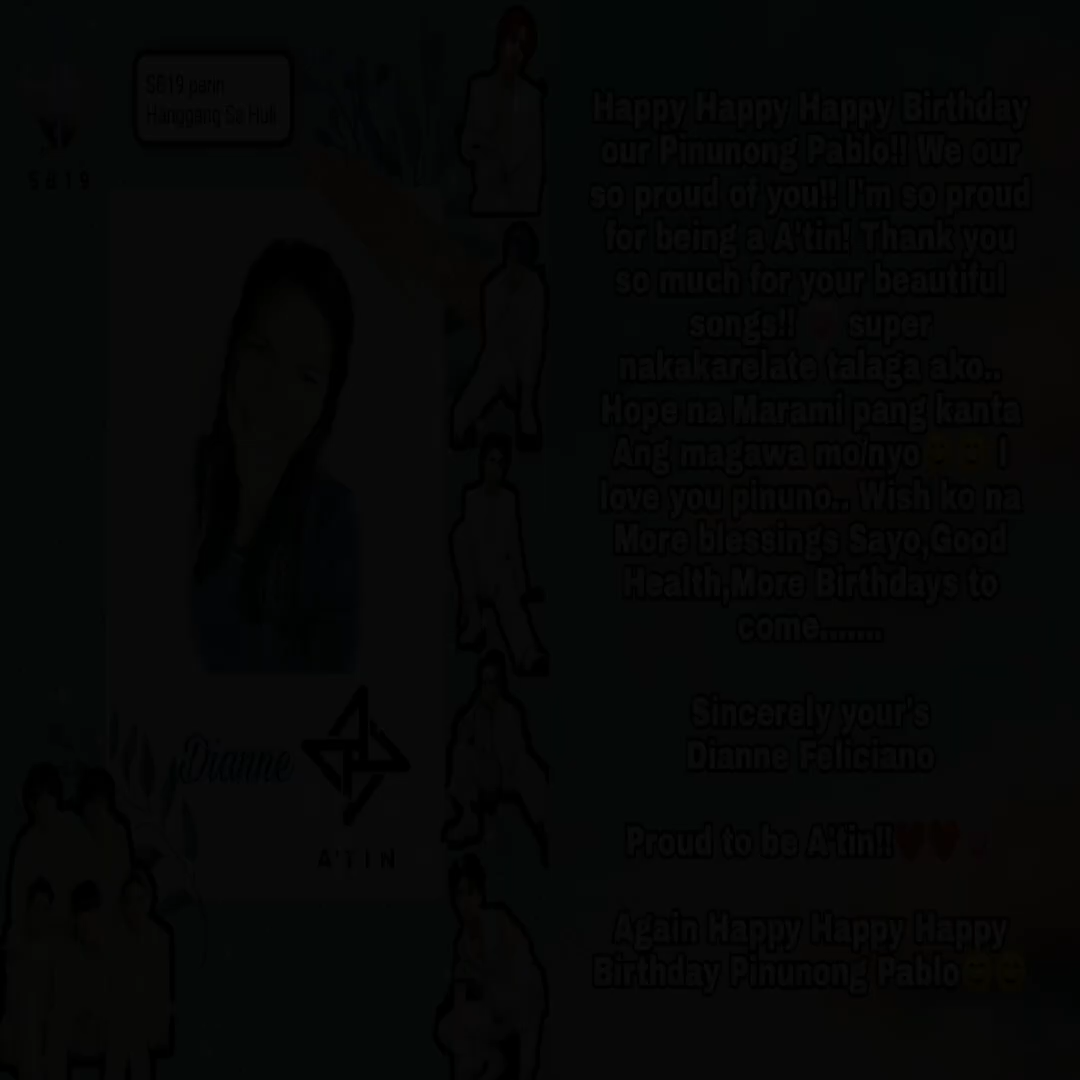 SB19
SB19 parin
Hanggang Sa Huli
Dianne
A'TIN
Happy Happy Happy Birthday
our Pinunong Pablo!! We our
so proud of you!! I'm so proud
for being a A'tin! Thank you
so much for your beautiful
songs!! super
nakakarelate talaga ako..
Hope na Marami pang kanta
Ang magawa mo/nyo😊😊 I
love you pinuno.. Wish ko na
More blessings Sayo,Good
Health,More Birthdays to
come.......
Sincerely your's
Dianne Feliciano
Proud to be A'tin!!❤❤
Again Happy Happy Happy
Birthday Pinunong Pablo😊😊